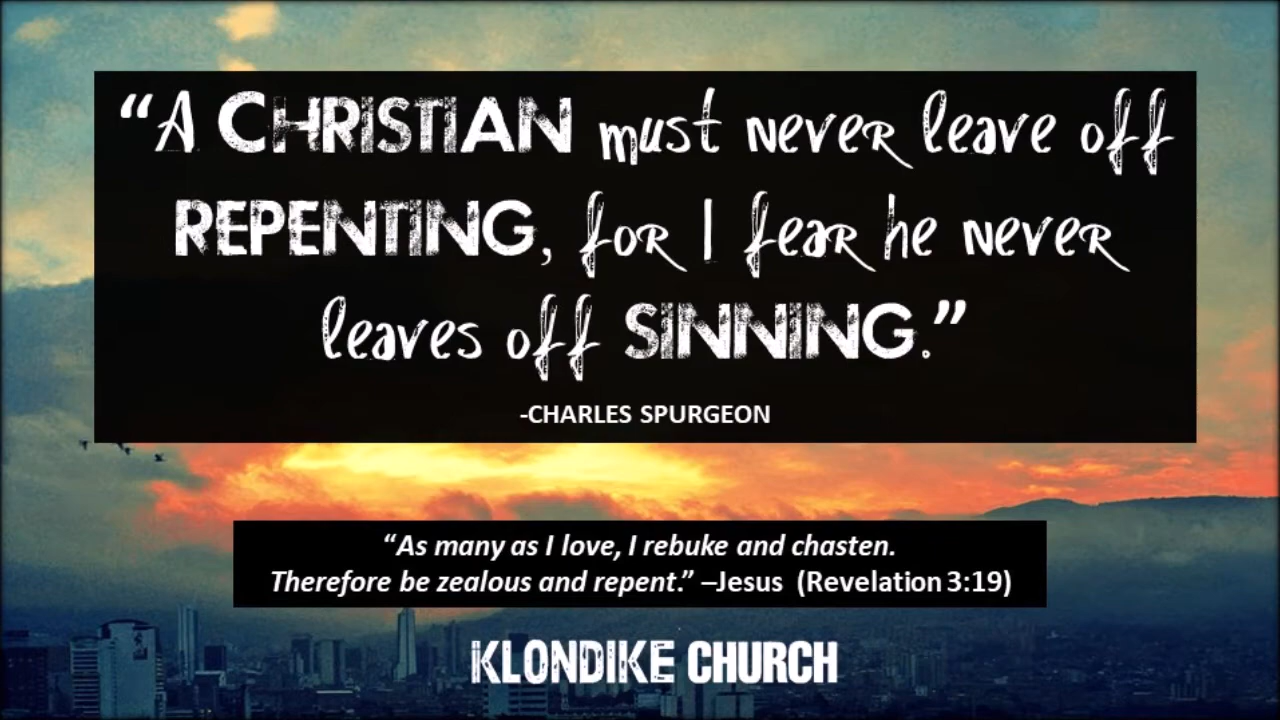 “A CHRISTIAN must never leave off
REPENTING, for I fear he never
leaves off SINNING.”
-CHARLES SPURGEON
“As many as I love, I rebuke and chasten.
Therefore be zealous and repent.” –Jesus (Revelation 3:19)
KLONDIKE CHURCH